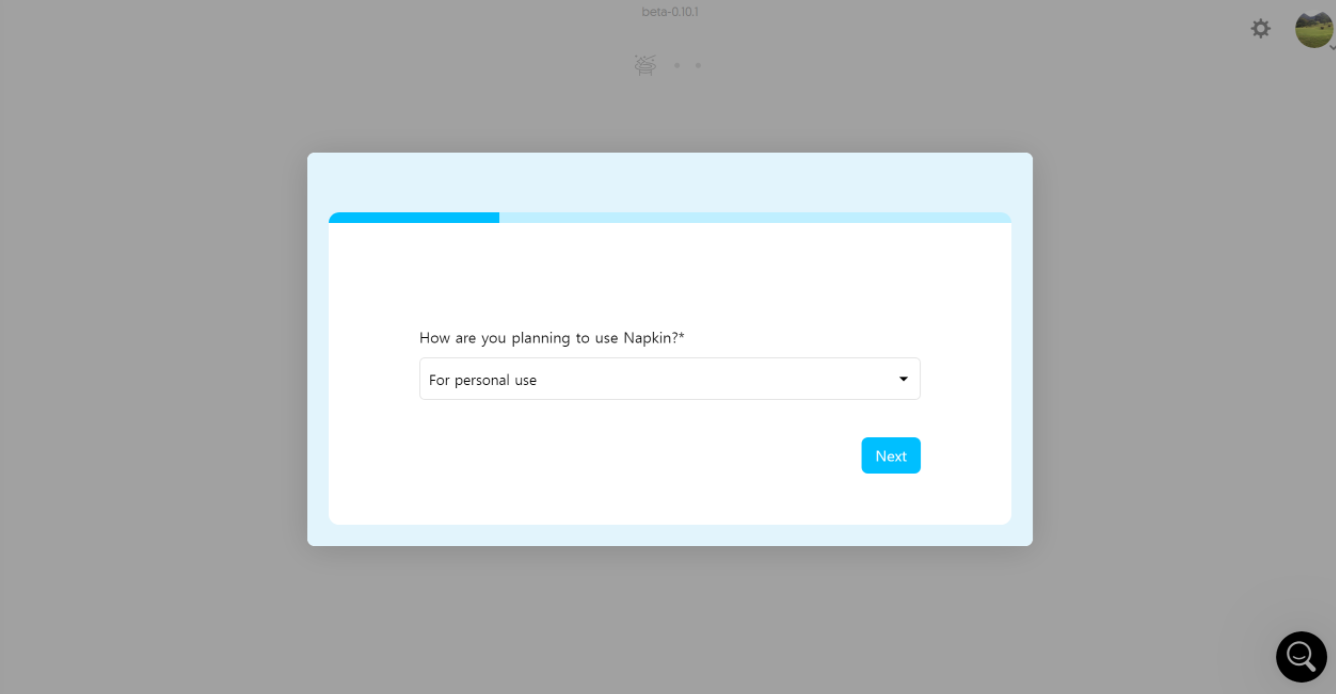 beta-0.10.1
How are you planning to use Napkin?*
For personal use
Next